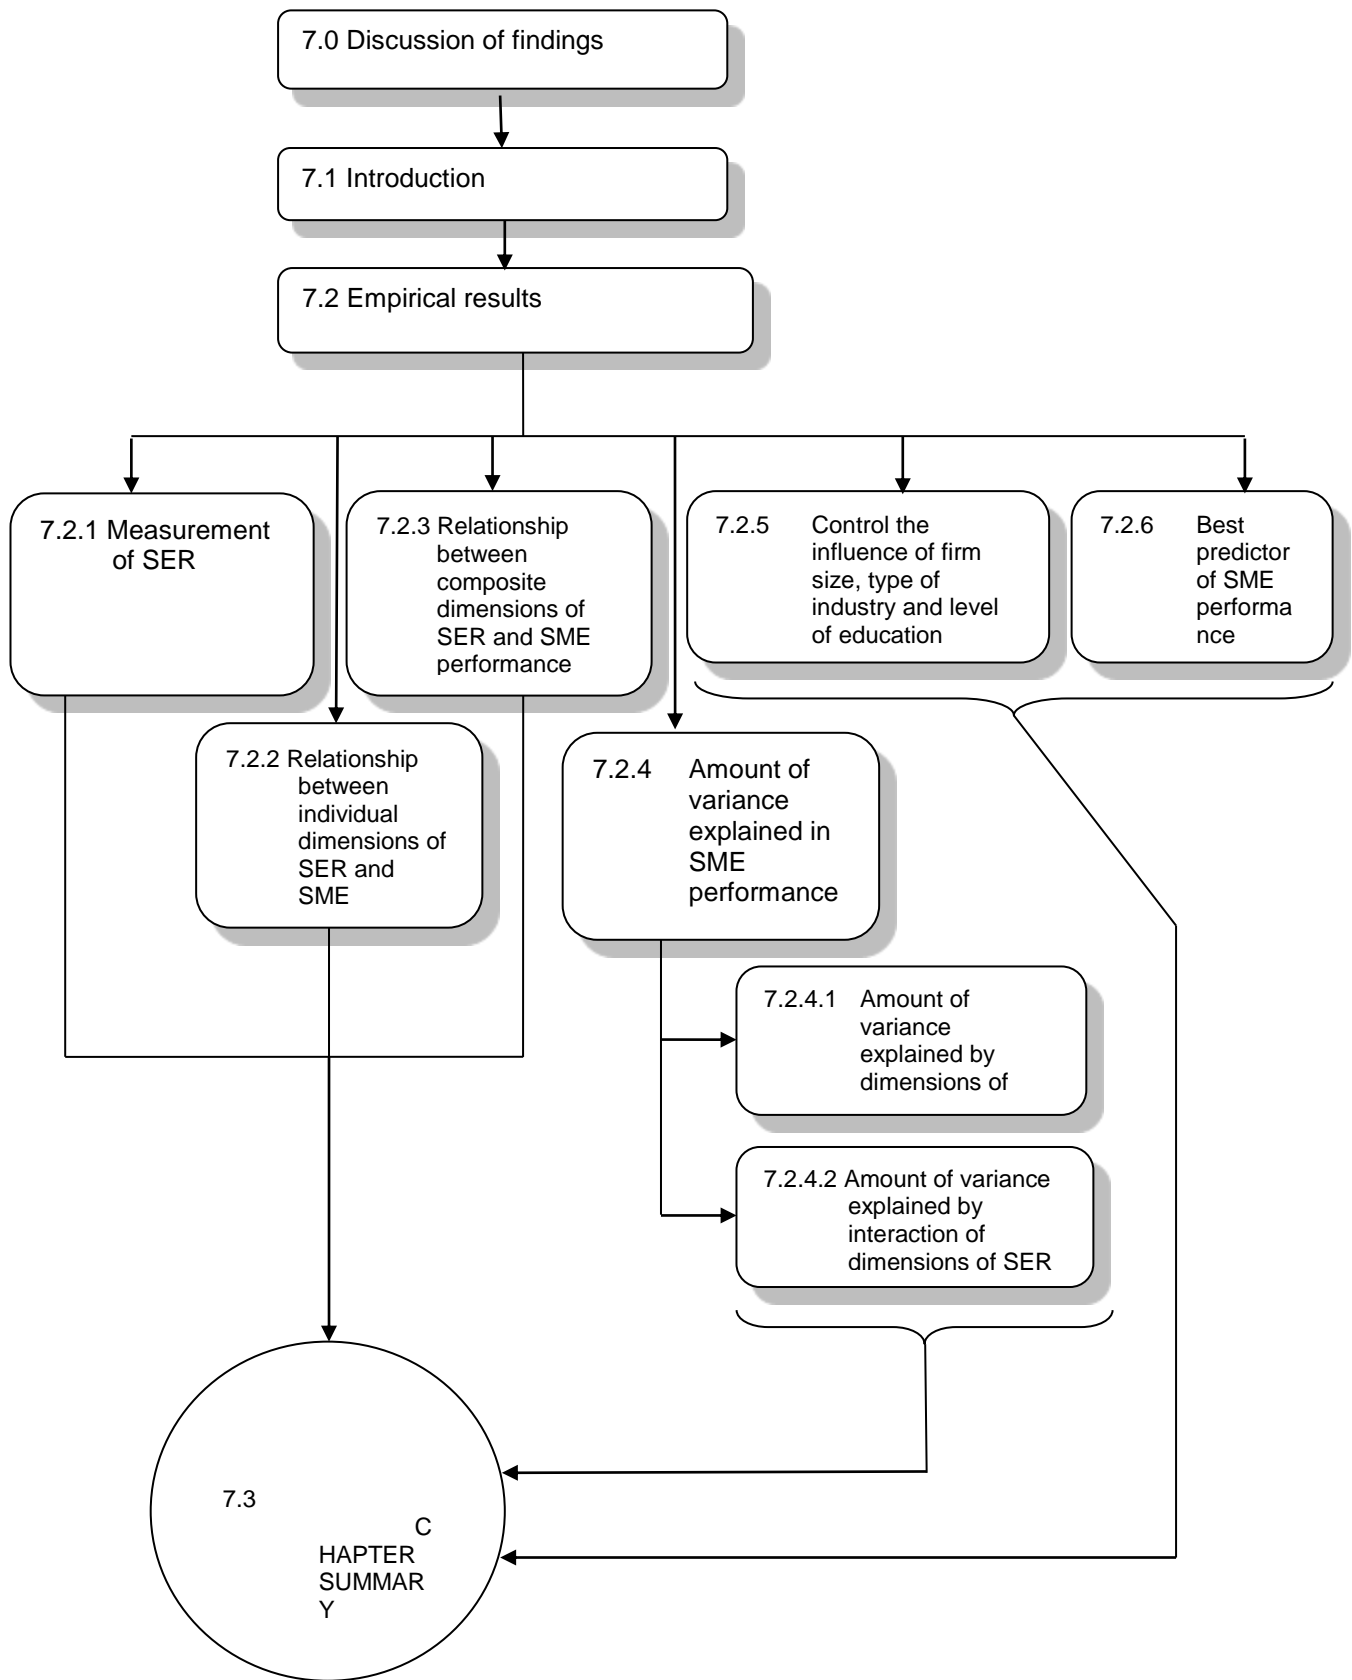 7.0 Discussion of findings
7.1 Introduction
7.2 Empirical results
7.2.1 Measurement
of SER
7.2.2 Relationship
between
individual
dimensions of
SER and
SME
7.2.3 Relationship
between
composite
dimensions of
SER and SME
performance
7.2.4 Amount of
variance
explained in
SME
performance
7.2.4.1 Amount of
variance
explained by
dimensions of
7.2.4.2 Amount of variance
explained by
interaction of
dimensions of SER
7.2.5 Control the
influence of firm
size, type of
industry and level
of education
7.2.6 Best
predictor
of SME
performa
nce
7.3
C
HAPTER
SUMMAR
Y